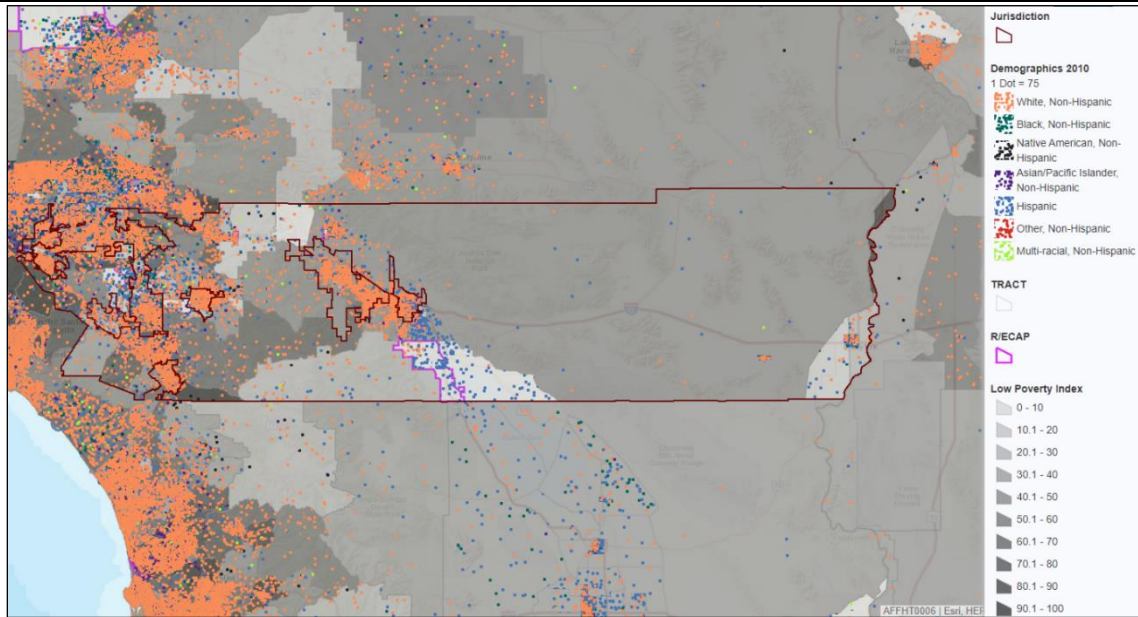 Jurisdiction
Demographics 2010
1 Dot = 75
White, Non-Hispanic
Black, Non-Hispanic
Native American, Non-
Hispanic
Asian/Pacific Islander,
Non-Hispanic
Hispanic
Other, Non-Hispanic
Multi-racial, Non-Hispanic
TRACT
R/ECAP
Low Poverty Index
0 - 10
10.1 - 20
20.1 - 30
30.1 - 40
40.1 - 50
50.1 - 60
60.1 - 70
70.1 - 80
80.1 - 90
90.1 - 100
AFFHT0006 | Esri, HER